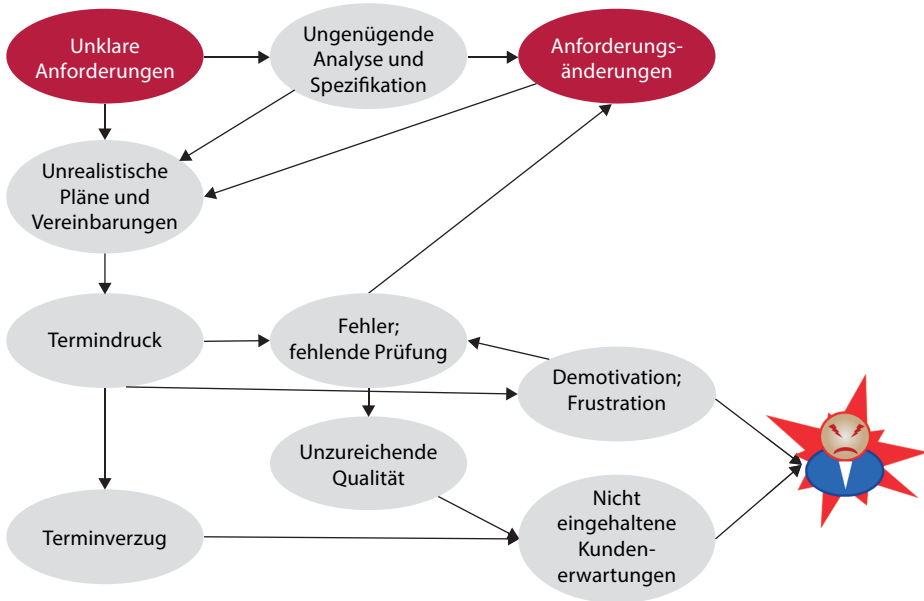 Unklare
Anforderungen
Ungenügende
Analyse und
Spezifikation
Anforderungs-
änderungen
Unrealistische
Pläne und
Vereinbarungen
Termindruck
Fehler;
fehlende Prüfung
Demotivation;
Frustration
Unzureichende
Qualität
Terminverzug
Nicht
eingehaltene
Kunden-
erwartungen